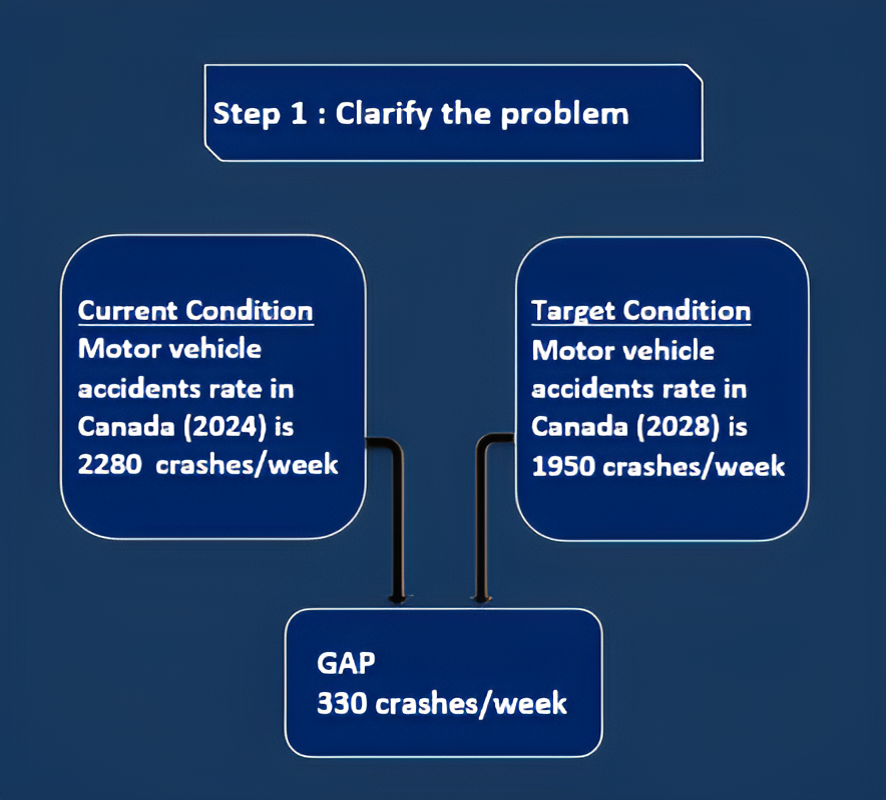 Step 1 : Clarify the problem
Current Condition
Motor vehicle
accidents rate in
Canada (2024) is
2280  crashes/week
Target Condition
Motor vehicle
accidents rate in
Canada (2028) is
1950 crashes/week
GAP
330 crashes/week